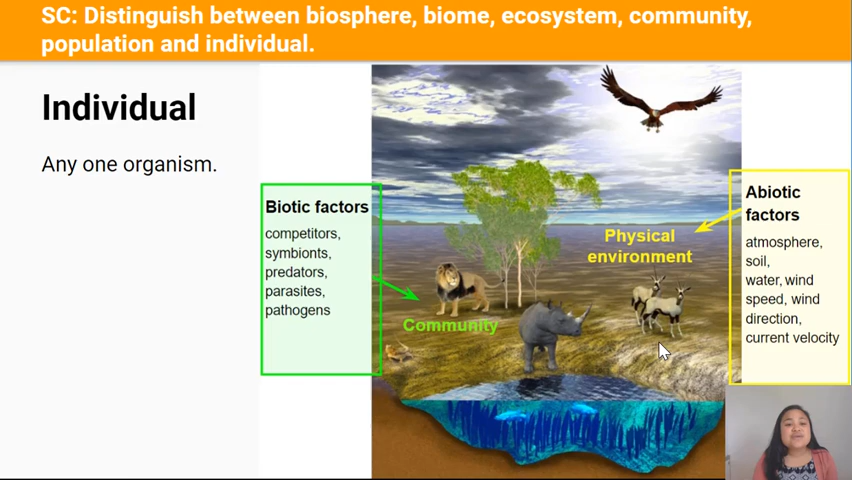 SC: Distinguish between biosphere, biome, ecosystem, community,
population and individual.
Individual
Any one organism.
Biotic factors
competitors,
symbionts,
predators,
parasites,
pathogens
Community
Physical
environment
Abiotic
factors
atmosphere,
soil,
water, wind
speed, wind
direction,
current velocity